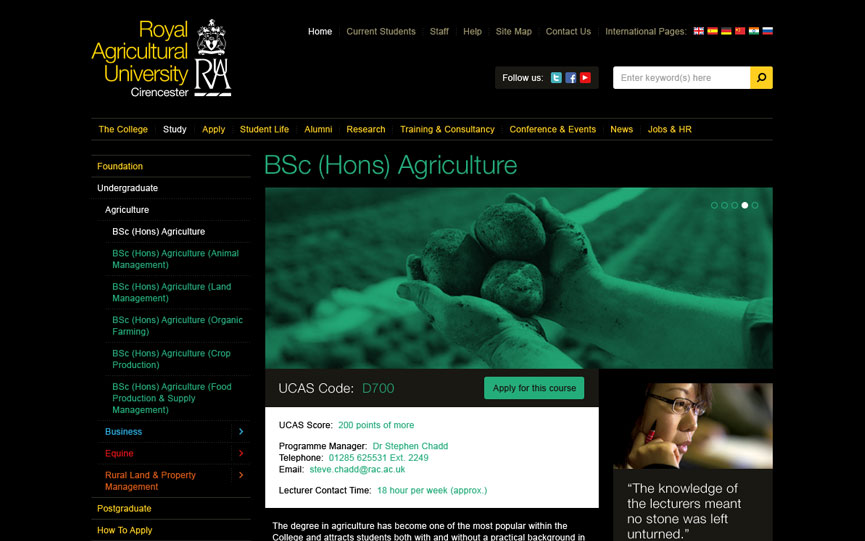 Royal
Agricultural
University
Cirencester
RAU
Home Current Students Staff Help Site Map Contact Us International Pages:
Follow us:
Enter keyword(s) here
The College Study Apply Student Life Alumni Research Training & Consultancy Conference & Events News Jobs & HR
Foundation
Undergraduate
Agriculture
BSc (Hons) Agriculture
BSc (Hons) Agriculture (Animal
Management)
BSc (Hons) Agriculture (Land
Management)
BSc (Hons) Agriculture (Organic
Farming)
BSc (Hons) Agriculture (Crop
Production)
BSc (Hons) Agriculture (Food
Production & Supply
Management)
Business
Equine
Rural Land & Property
Management
Postgraduate
How To Apply
BSc (Hons) Agriculture
UCAS Code: D700
Apply for this course
UCAS Score: 200 points of more
Programme Manager: Dr Stephen Chadd
Telephone: 01285 625531 Ext. 2249
Email: steve.chadd@rac.ac.uk
Lecturer Contact Time: 18 hour per week (approx.)
The degree in agriculture has become one of the most popular within the
College and attracts students both with and without a practical background in
“The knowledge of
the lecturers meant
no stone was left
unturned.”